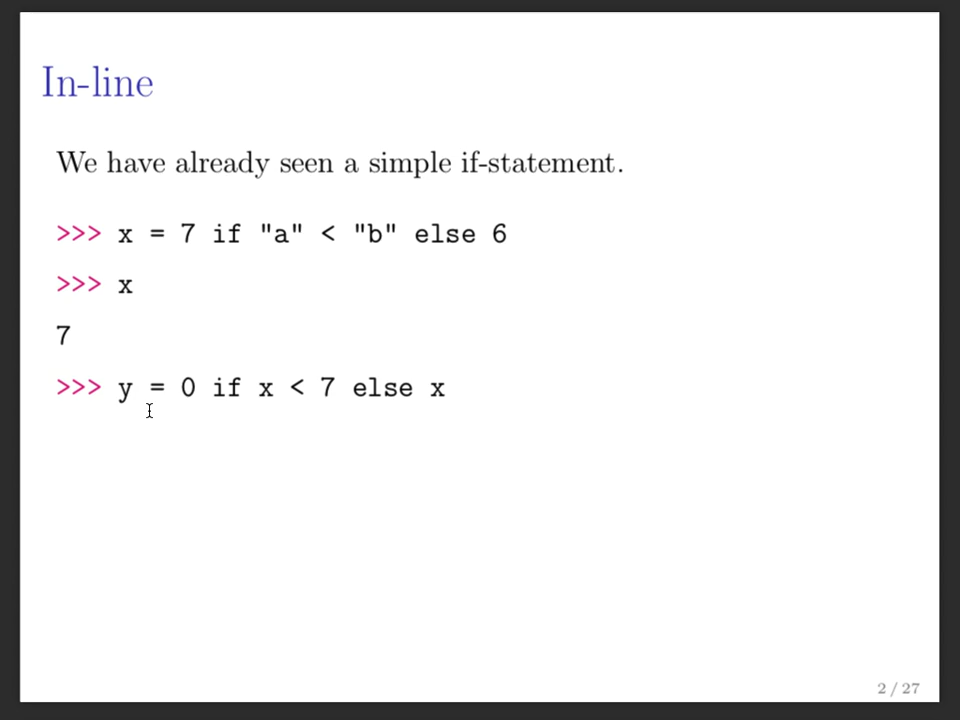 In-line
We have already seen a simple if-statement.
>>> x = 7 if "a" < "b" else 6
>>> x
7
>>> y = 0 if x < 7 else x
2 / 27